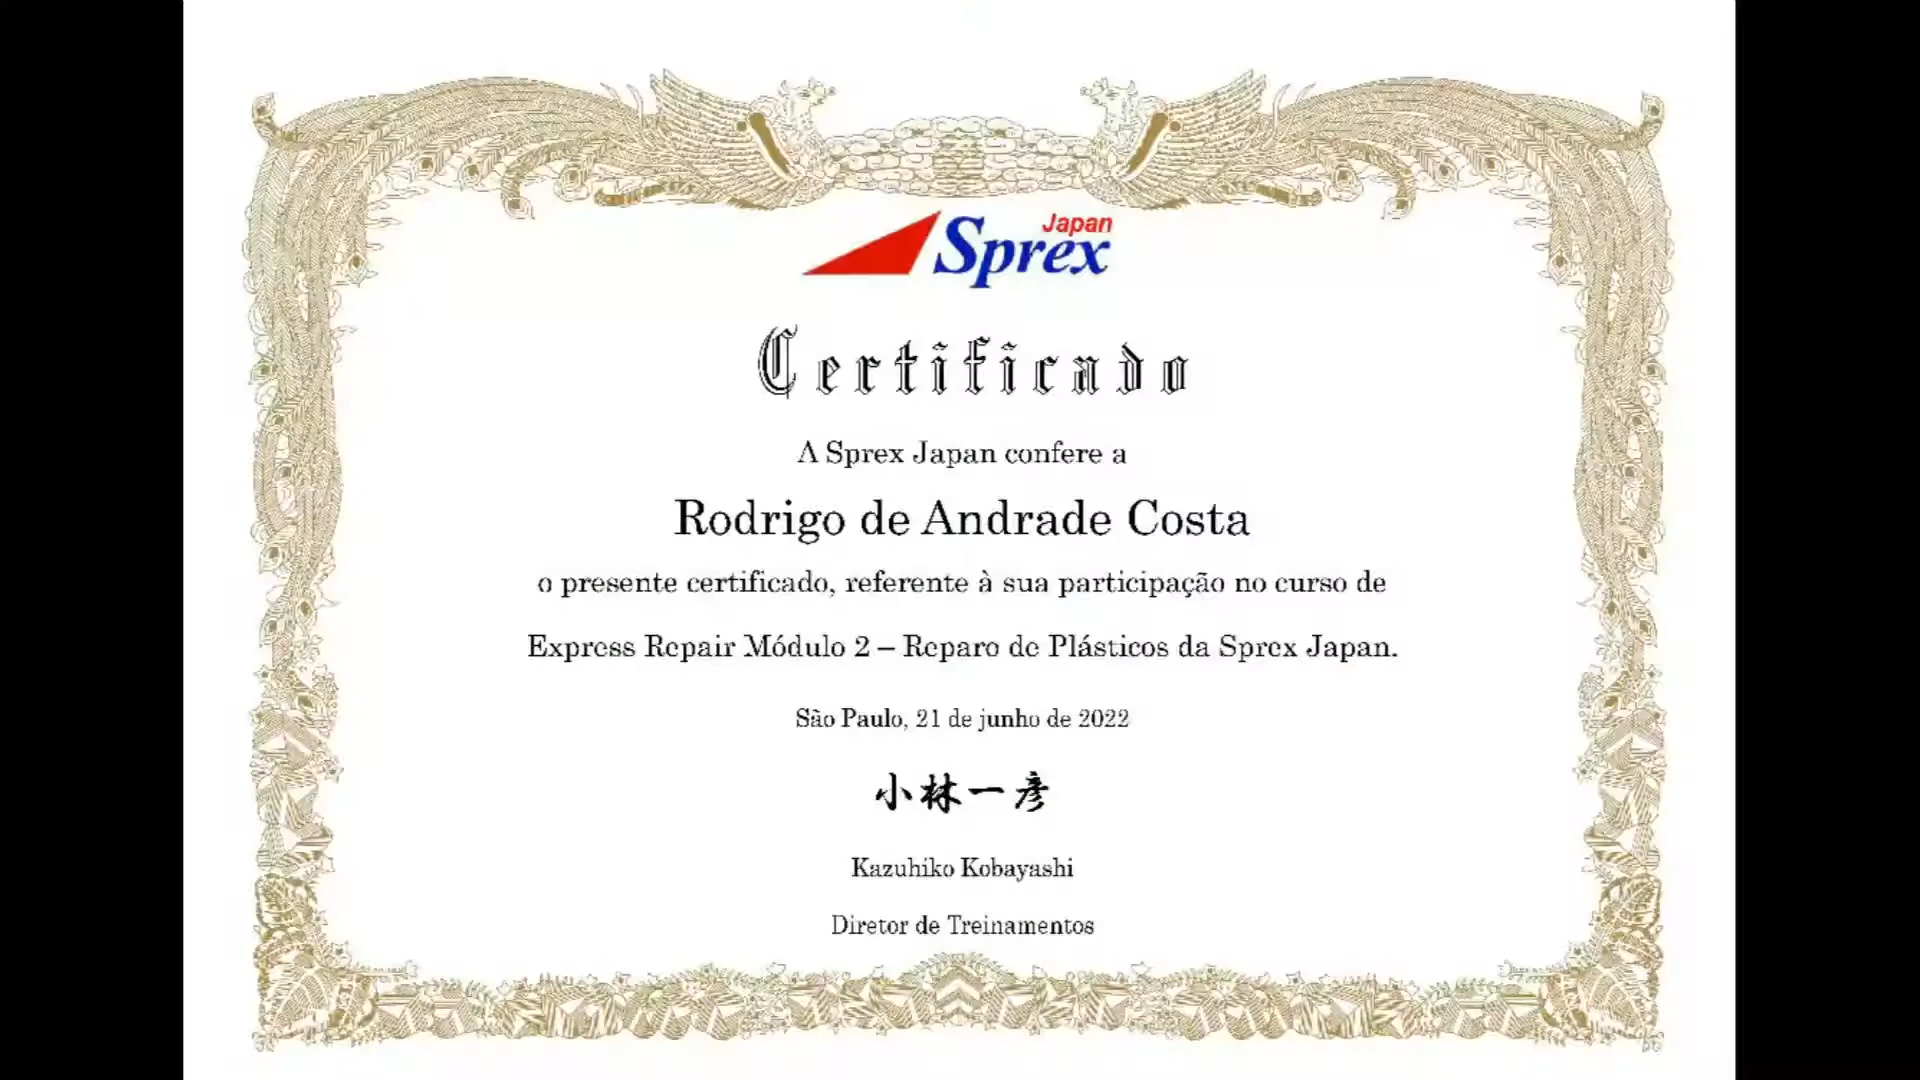 Japan
Sprex
Certificado
A Sprex Japan confere a
Rodrigo de Andrade Costa
o presente certificado, referente à sua participação no curso de
Express Repair Módulo 2 – Reparo de Plásticos da Sprex Japan.
São Paulo, 21 de junho de 2022
小林一彦
Kazuhiko Kobayashi
Diretor de Treinamentos